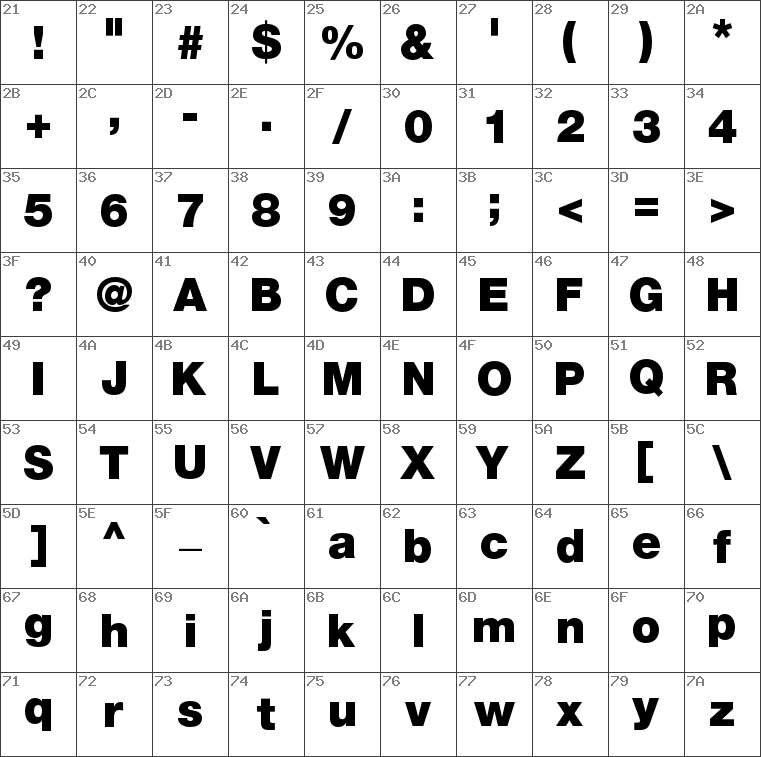 21 22 23 24 25 26 27 28 29 2A
! " # $ % & ' ( ) *
2B 2C 2D 2E 2F 30 31 32 33 34
+ , - . / 0 1 2 3 4
35 36 37 38 39 3A 3B 3C 3D 3E
5 6 7 8 9 : ; < = >
3F 40 41 42 43 44 45 46 47 48
? @ A B C D E F G H
49 4A 4B 4C 4D 4E 4F 50 51 52
I J K L M N O P Q R
53 54 55 56 57 58 59 5A 5B 5C
S T U V W X Y Z [ \
5D 5E 5F 60 61 62 63 64 65 66
] ^ _ ` a b c d e f
67 68 69 6A 6B 6C 6D 6E 6F 70
g h i j k l m n o p
71 72 73 74 75 76 77 78 79 7A
q r s t u v w x y z